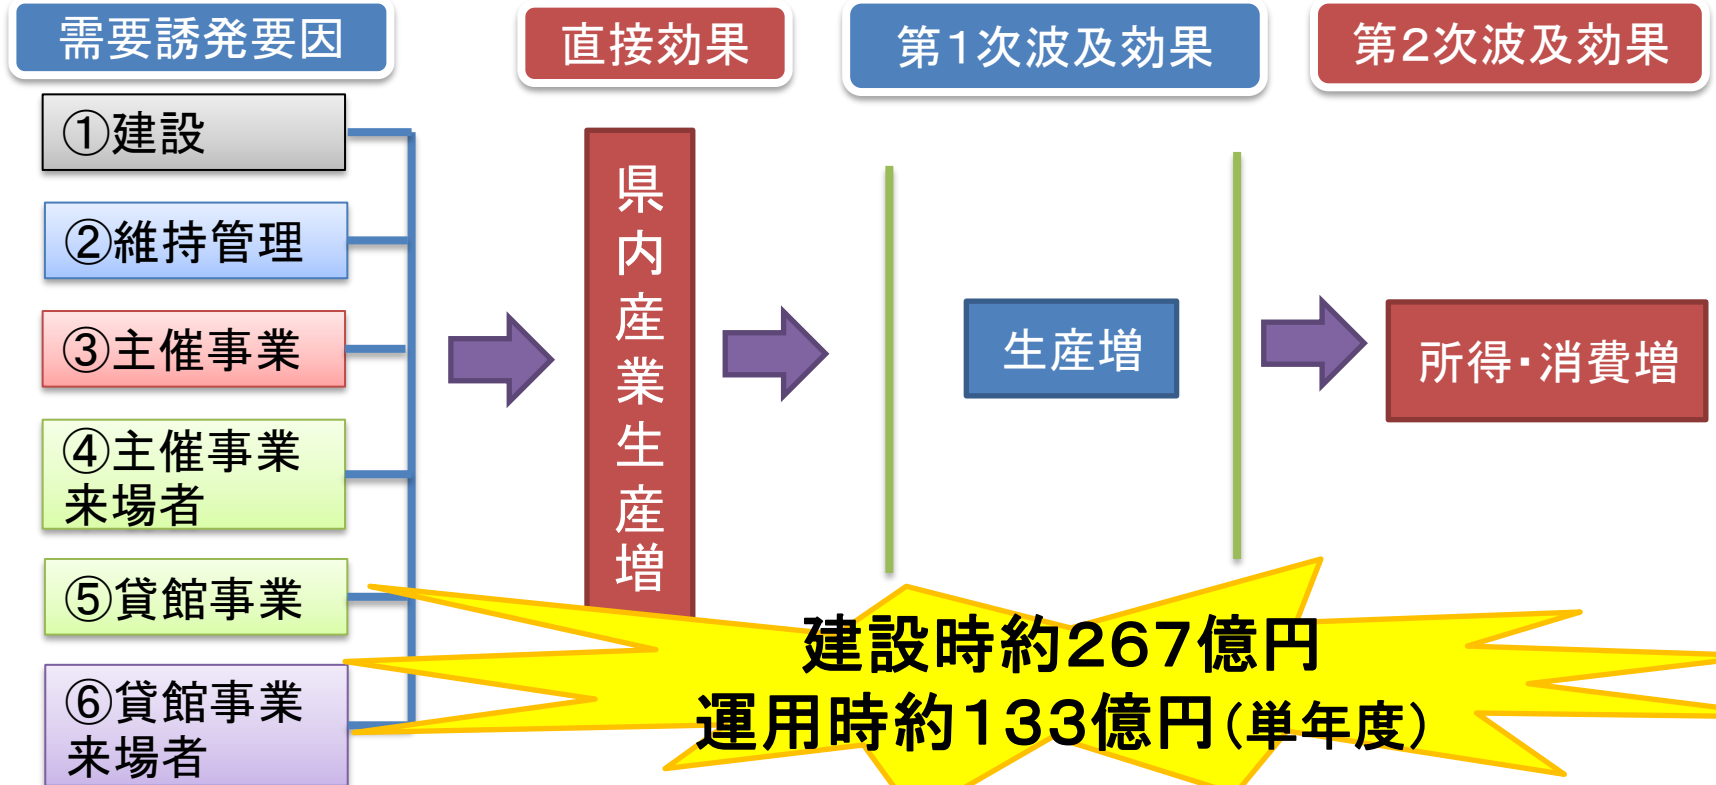 需要誘発要因
直接効果
第1次波及効果
第2次波及効果
①建設
②維持管理
③主催事業
④主催事業
来場者
⑤貸館事業
⑥貸館事業
来場者
県内産業生産増
生産増
所得・消費増
建設時約267億円
運用時約133億円(単年度)